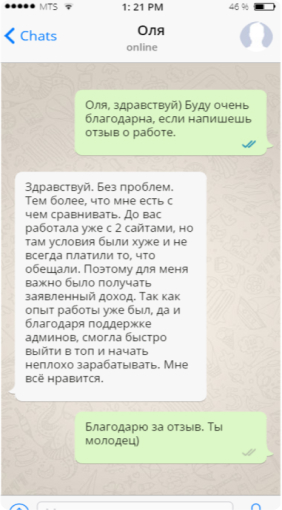 MTS
1: 21 PM
46 %
Chats
Оля
online
Оля, здравствуй) Буду очень
благодарна, если напишешь
отзыв о работе.
Здравствуй. Без проблем.
Тем более, что мне есть с
чем сравнивать. До вас
работала уже с 2 сайтами, но
там условия были хуже и не
всегда платили то, что
обещали. Поэтому для меня
важно было получать
заявленный доход. Так как
опыт работы уже был, да и
благодаря поддержке
админов, смогла быстро
выйти в топ и начать
неплохо зарабатывать. Мне
всё нравится.
Благодарю за отзыв. Ты
молодец)